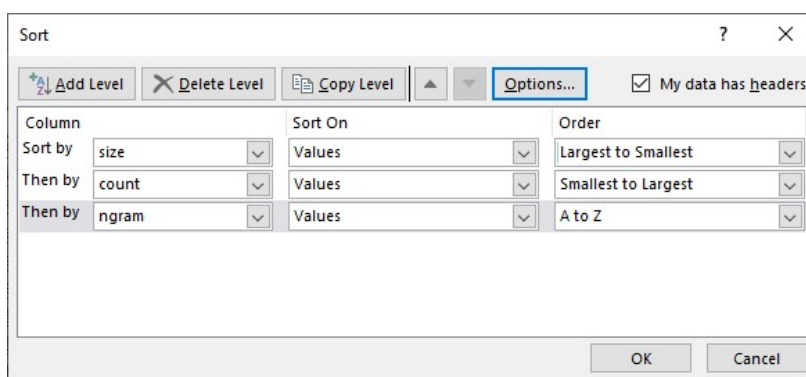 Sort ? X
Add Level Delete Level Copy Level Options... My data has headers
Column Sort On Order
Sort by size Values Largest to Smallest
Then by count Values Smallest to Largest
Then by ngram Values A to Z
OK Cancel